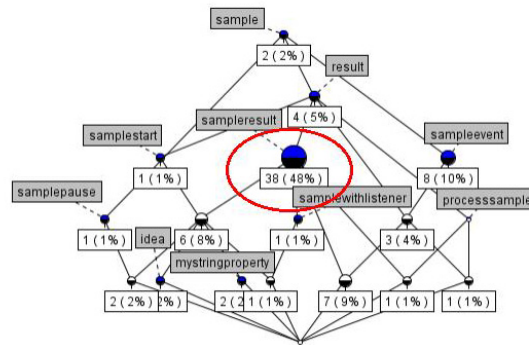 sample
2 ( 2% )
result
4 ( 5% )
sampleresult
samplestart
sampleevent
1 ( 1% )
38 ( 48% )
8 ( 10% )
samplepause
samplewithlistener
processsample
1 ( 1% )
6 ( 8% )
1 ( 1% )
3 ( 4% )
idea
mystringproperty
2 ( 2% )
2%)
2 ( 2
1 ( 1% )
7 ( 9% )
1 ( 1% )
1 ( 1% )